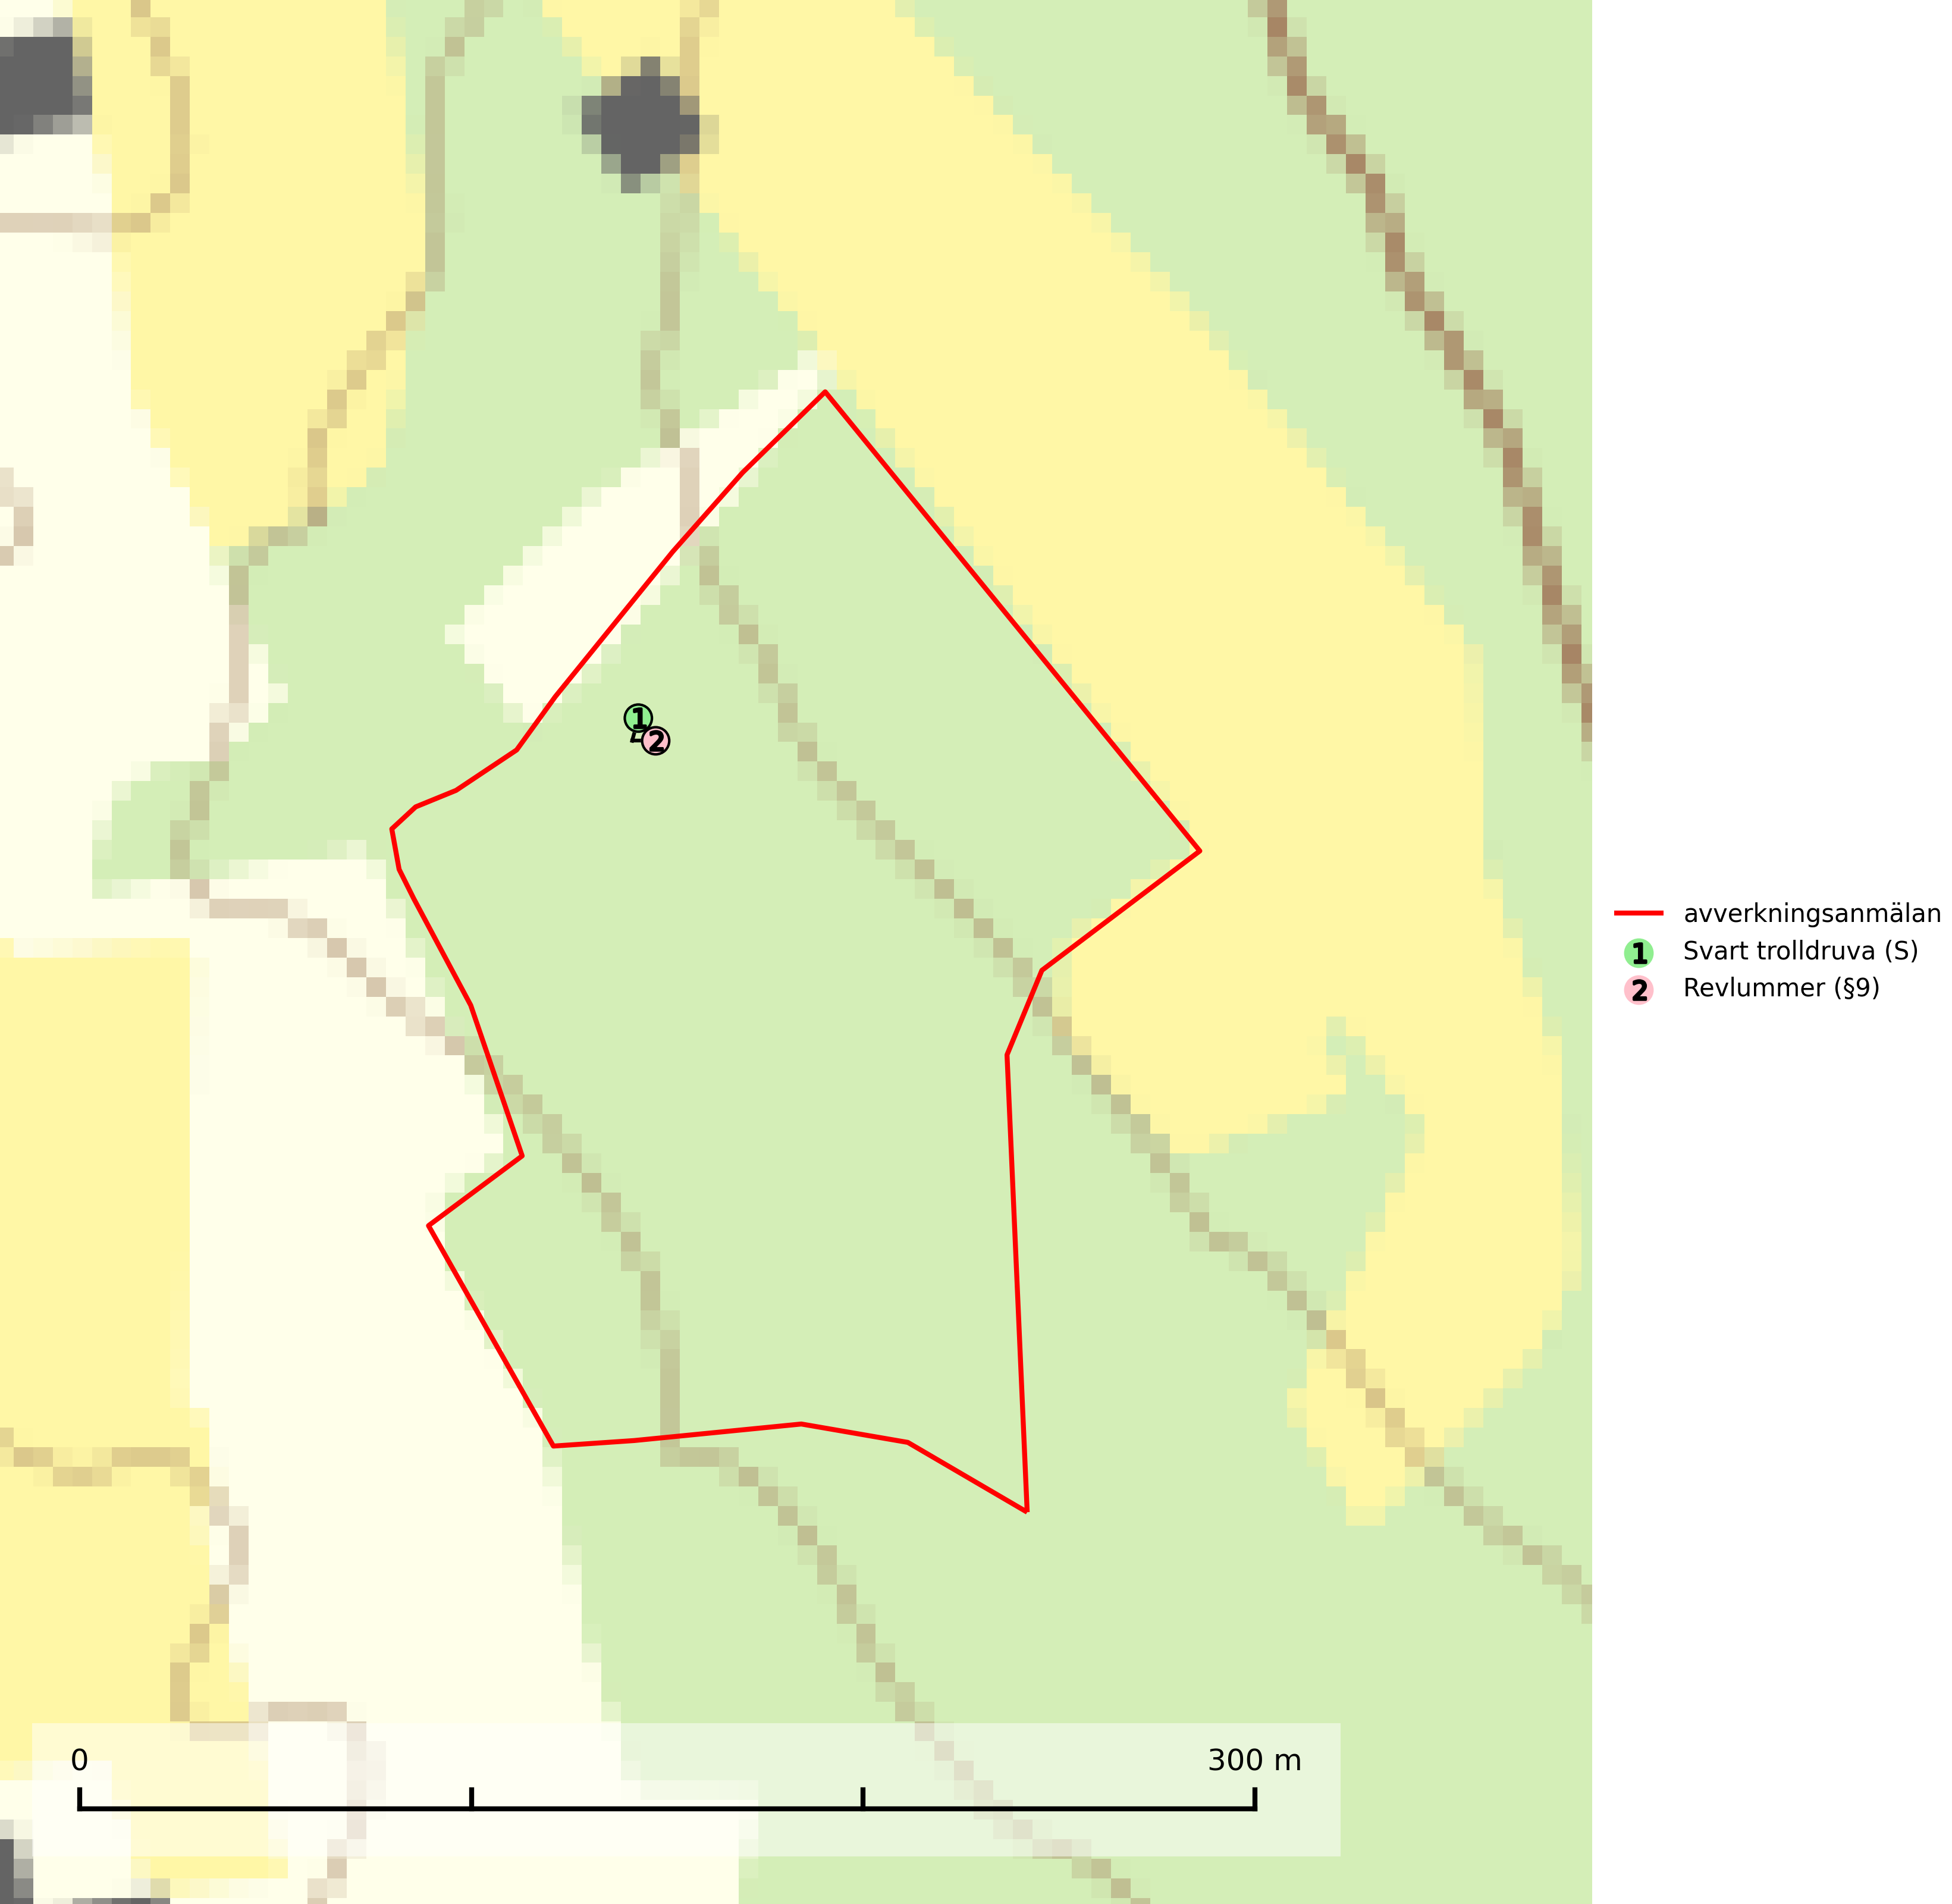 1
2
avverkningsanmälan
1 Svart trolldruva (S)
2 Revlummer (§9)
0 300 m